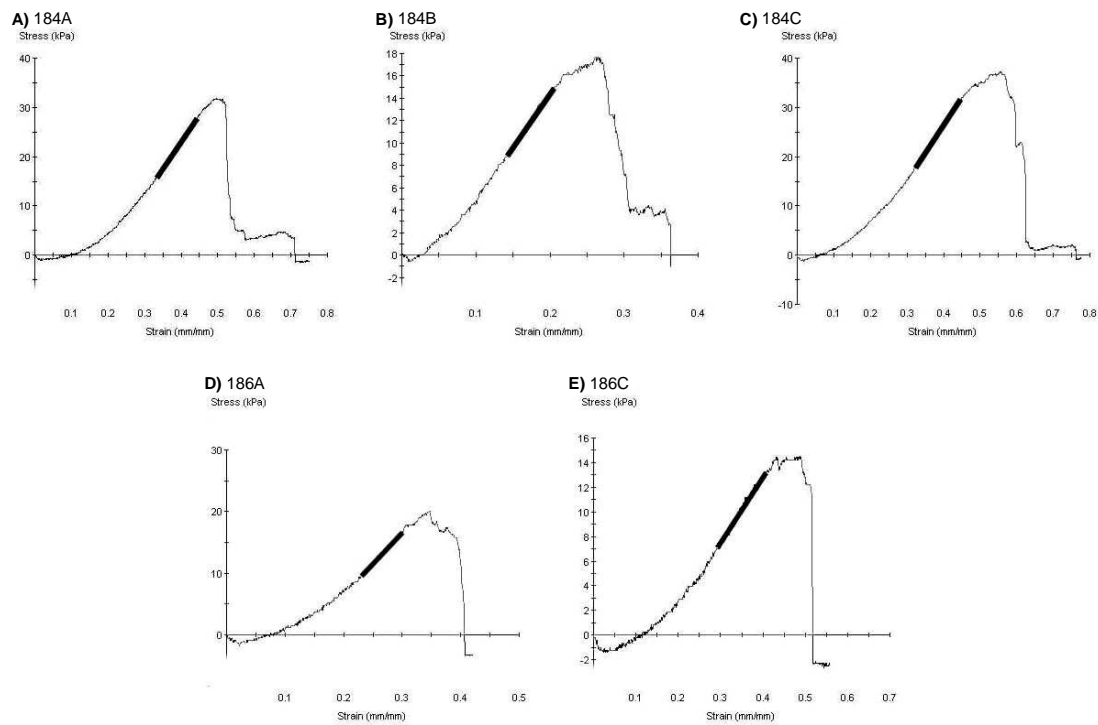 A) 184A
Stress (kPa)
40
30
20
10
0
0.1 0.2 0.3 0.4 0.5 0.6 0.7 0.8
Strain (mm/mm)
B) 184B
Stress (kPa)
18
16
14
12
10
8
6
4
2
0
-2
0.1 0.2 0.3 0.4
Strain (mm/mm)
C) 184C
Stress (kPa)
40
30
20
10
0
-10
0.1 0.2 0.3 0.4 0.5 0.6 0.7 0.8
Strain (mm/mm)
D) 186A
Stress (kPa)
30
20
10
0
0.1 0.2 0.3 0.4 0.5
Strain (mm/mm)
E) 186C
Stress (kPa)
16
14
12
10
8
6
4
2
0
-2
0.1 0.2 0.3 0.4 0.5 0.6 0.7
Strain (mm/mm)